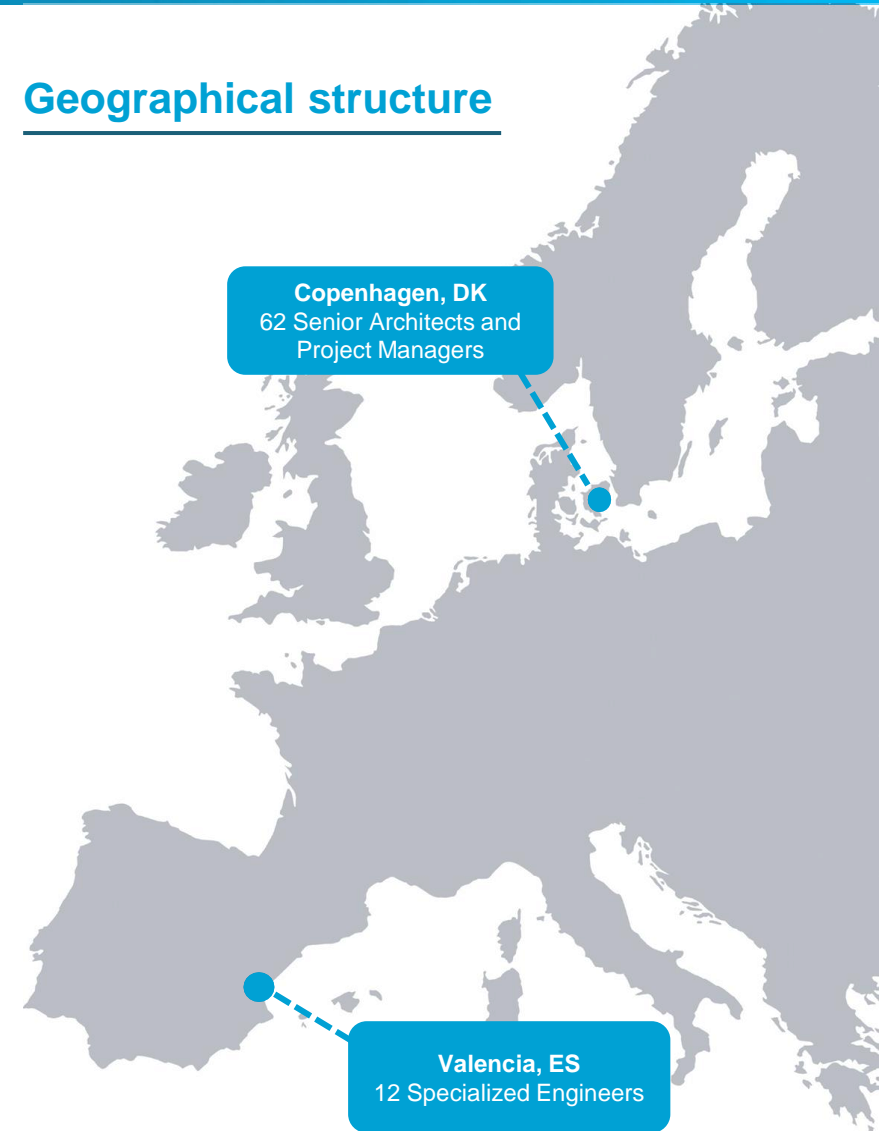 Geographical structure
Copenhagen, DK
62 Senior Architects and
Project Managers
Valencia, ES
12 Specialized Engineers